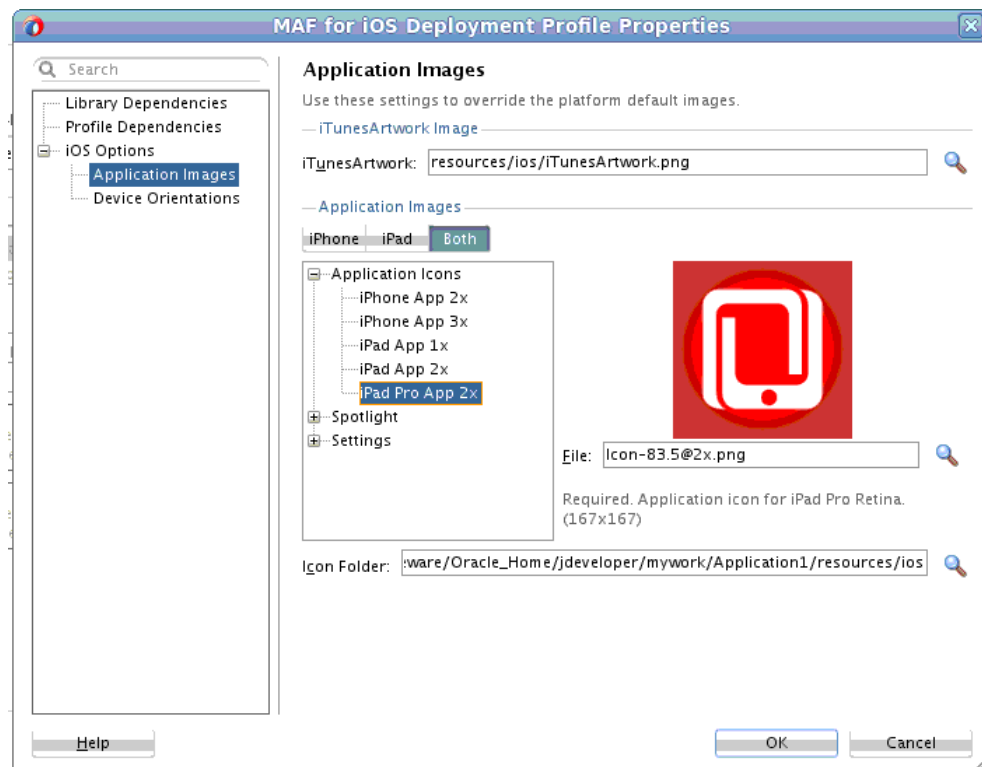 MAF for iOS Deployment Profile Properties
Search
Library Dependencies
Profile Dependencies
iOS Options
Application Images
Device Orientations
Application Images
Use these settings to override the platform default images.
iTunesArtwork Image
iTunesArtwork: resources/ios/iTunesArtwork.png
Application Images
iPhone iPad Both
Application Icons
iPhone App 2x
iPhone App 3x
iPad App 1x
iPad App 2x
iPad Pro App 2x
Spotlight
Settings
File: Icon-83.5@2x.png
Required. Application icon for iPad Pro Retina.
(167x167)
Icon Folder: :ware/Oracle_Home/jdeveloper/mywork/Application1/resources/ios
Help OK Cancel